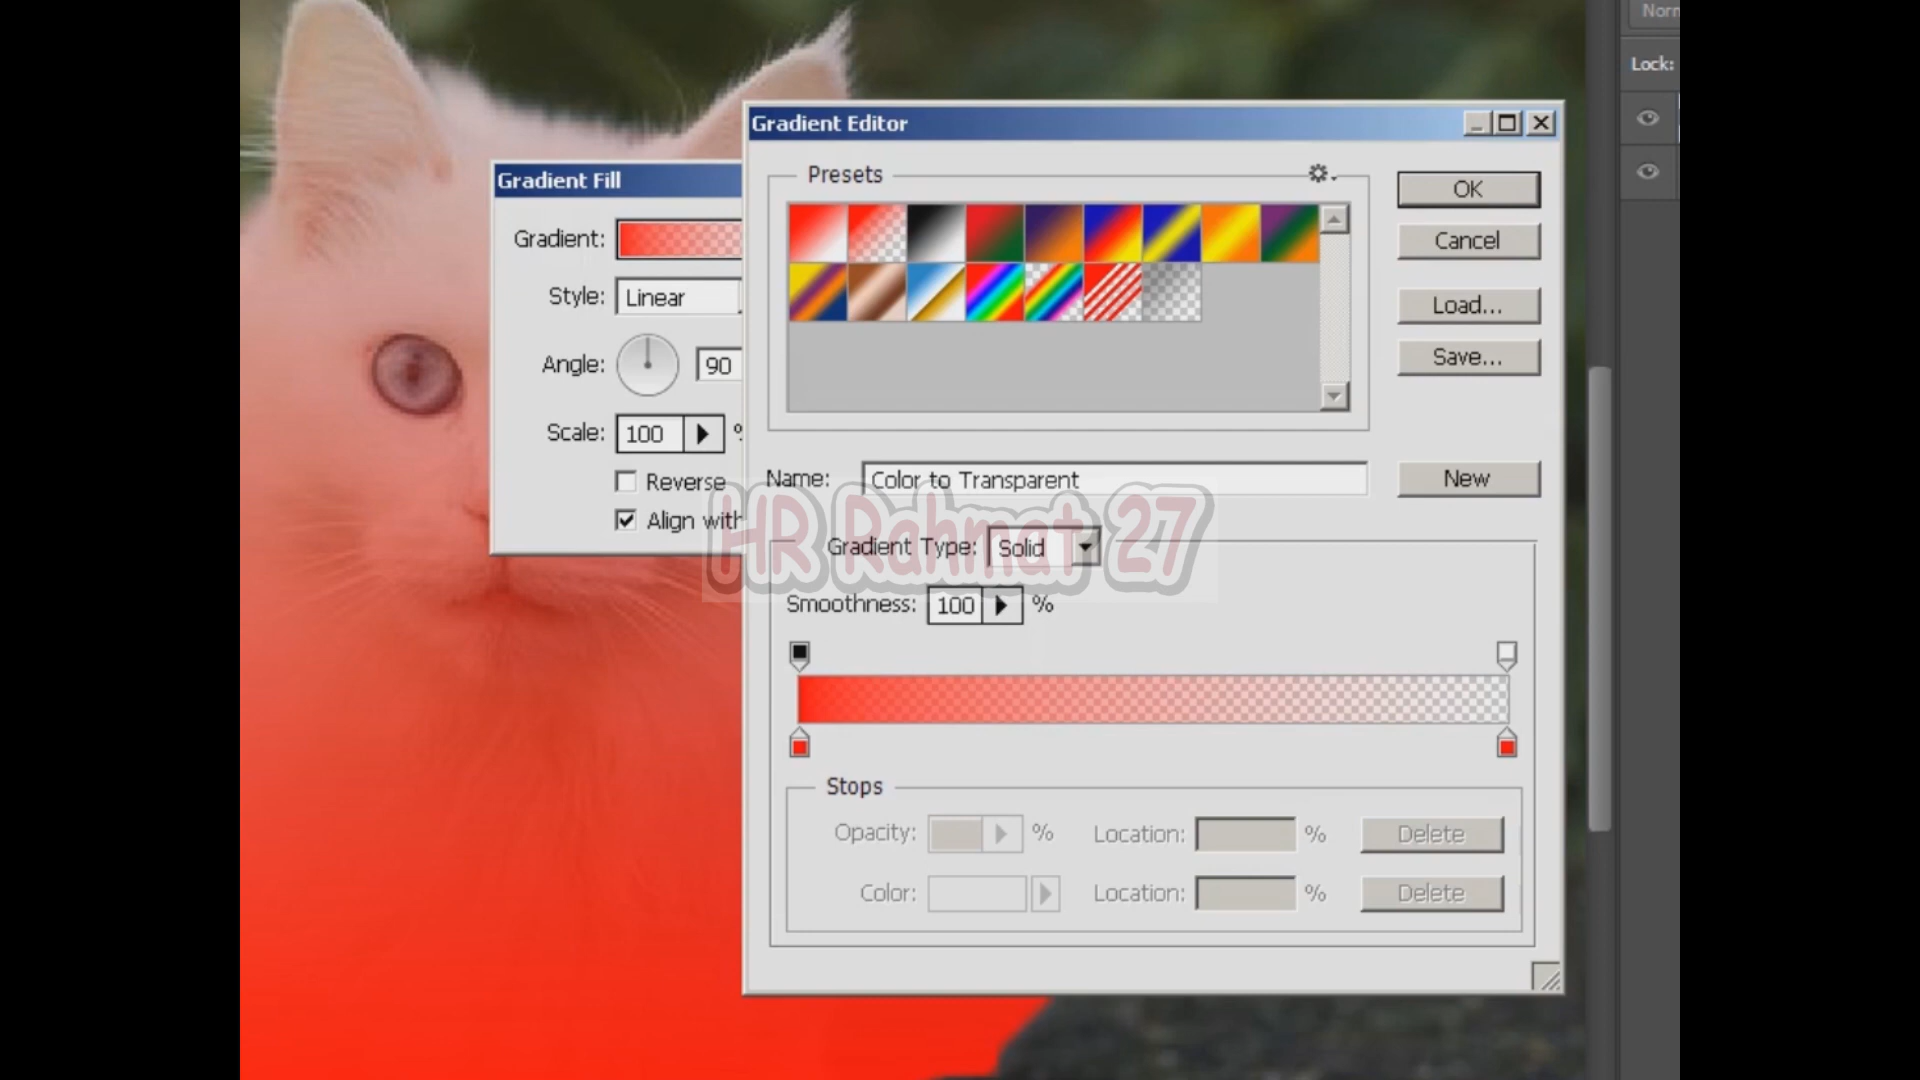 Norm
Lock:
Gradient Editor
Presets
OK
Cancel
Load...
Save...
Gradient Fill
Gradient:
Style: Linear
Angle: 90
Scale: 100 %
Reverse
Align with
Name: Color to Transparent
New
HR Rahmat 27
Gradient Type: Solid
Smoothness: 100 %
Stops
Opacity: % Location: % Delete
Color: Location: % Delete